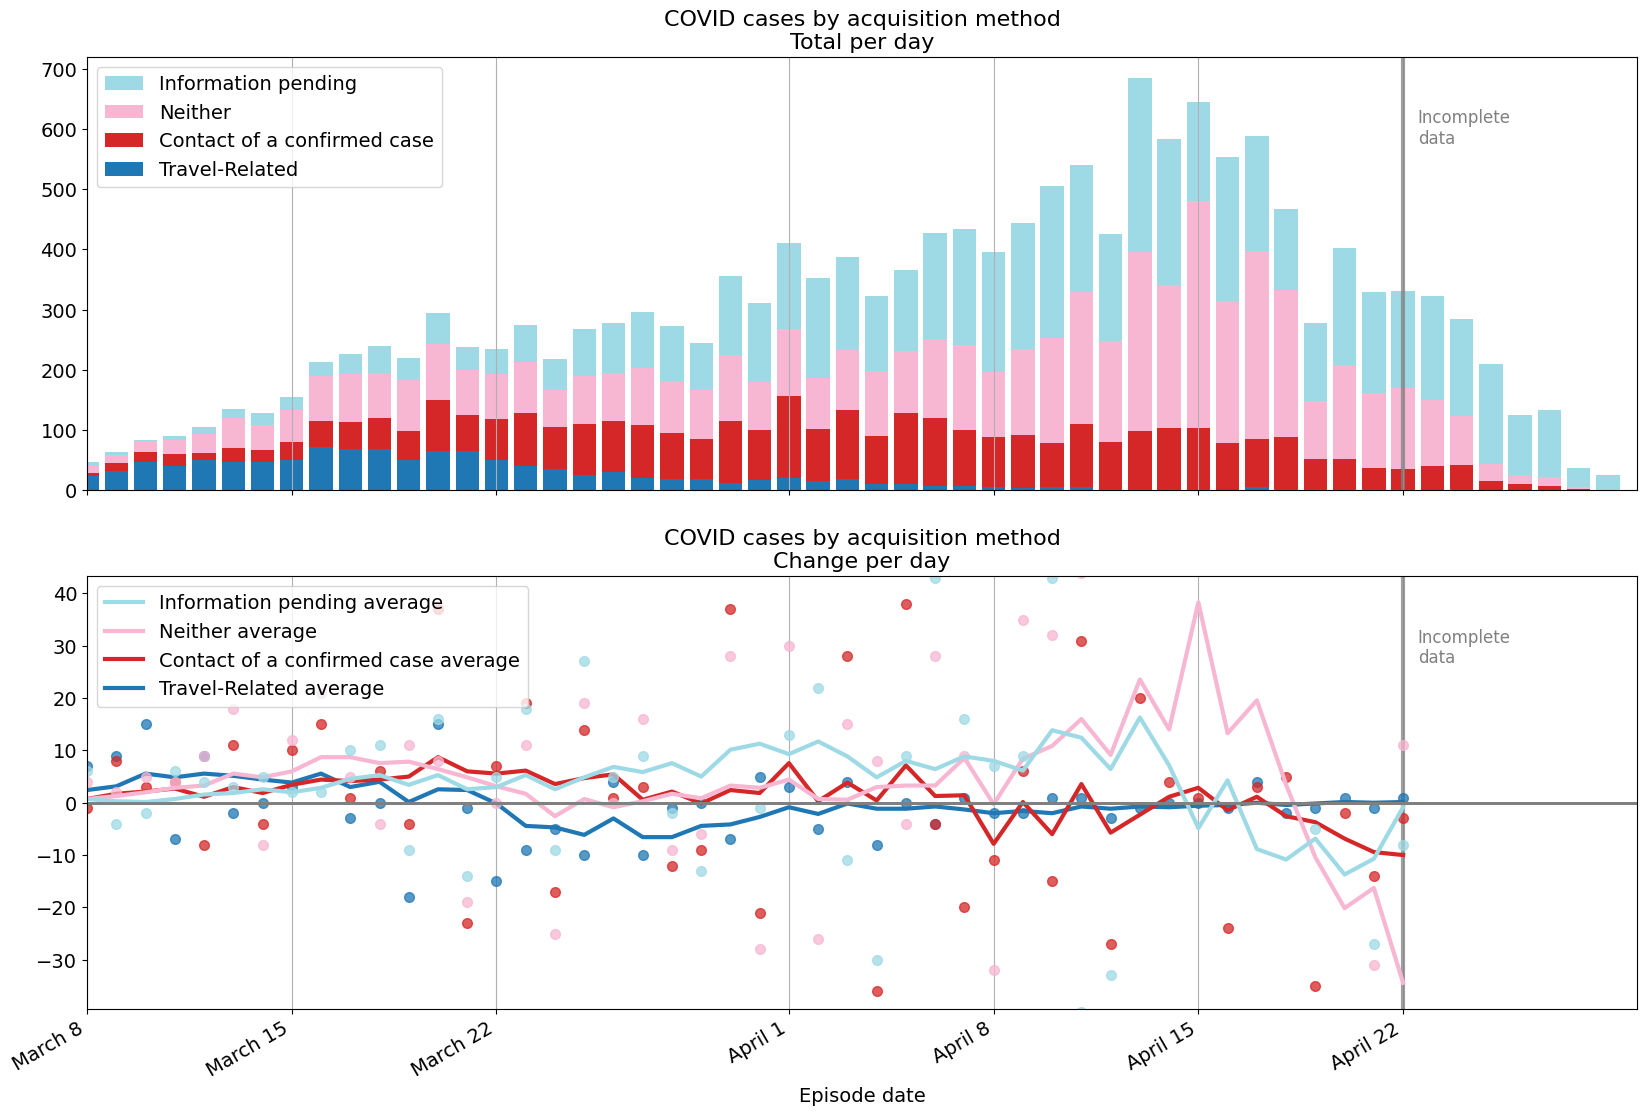 COVID cases by acquisition method
Total per day
700
600
500
400
300
200
100
0
Information pending
Neither
Contact of a confirmed case
Travel-Related
Incomplete
data
COVID cases by acquisition method
Change per day
40
30
20
10
0
−10
−20
−30
Information pending average
Neither average
Contact of a confirmed case average
Travel-Related average
Incomplete
data
March 8
March 15
March 22
April 1
April 8
April 15
April 22
Episode date